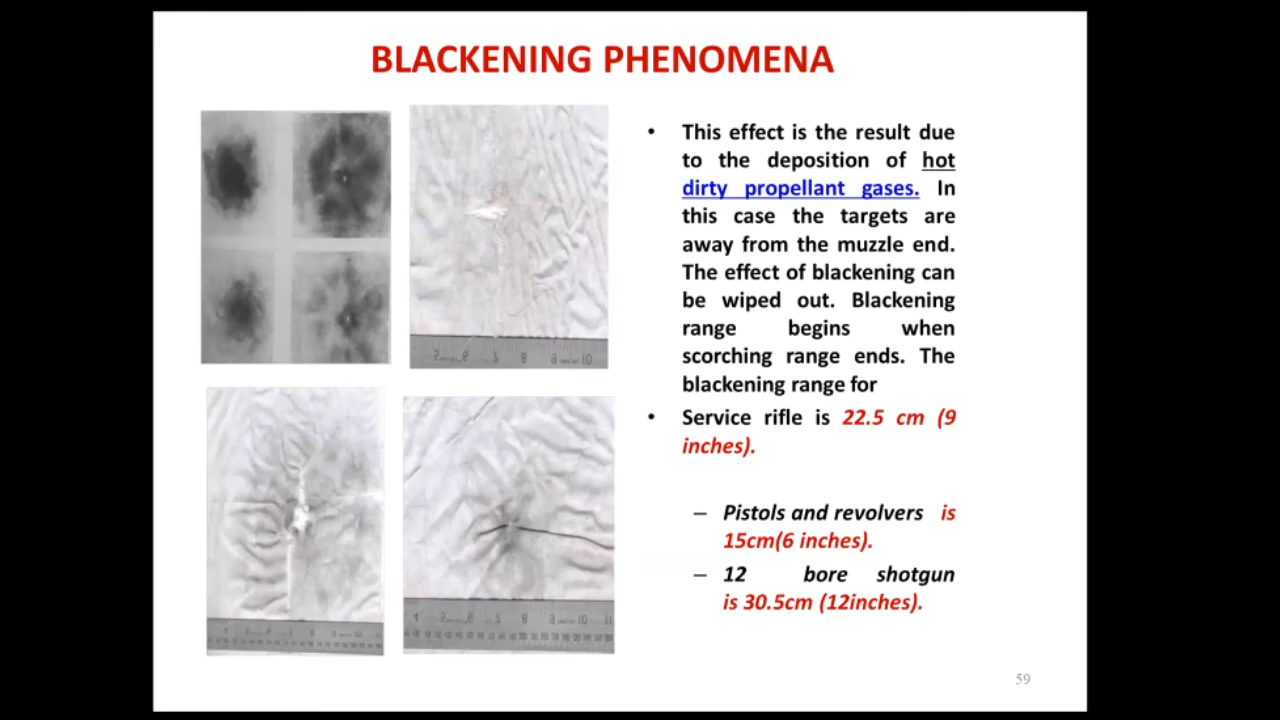 BLACKENING PHENOMENA
• This effect is the result due
to the deposition of hot
dirty propellant gases. In
this case the targets are
away from the muzzle end.
The effect of blackening can
be wiped out. Blackening
range begins when
scorching range ends. The
blackening range for
• Service rifle is 22.5 cm (9
inches).
– Pistols and revolvers is
15cm(6 inches).
– 12 bore shotgun
is 30.5cm (12inches).
59